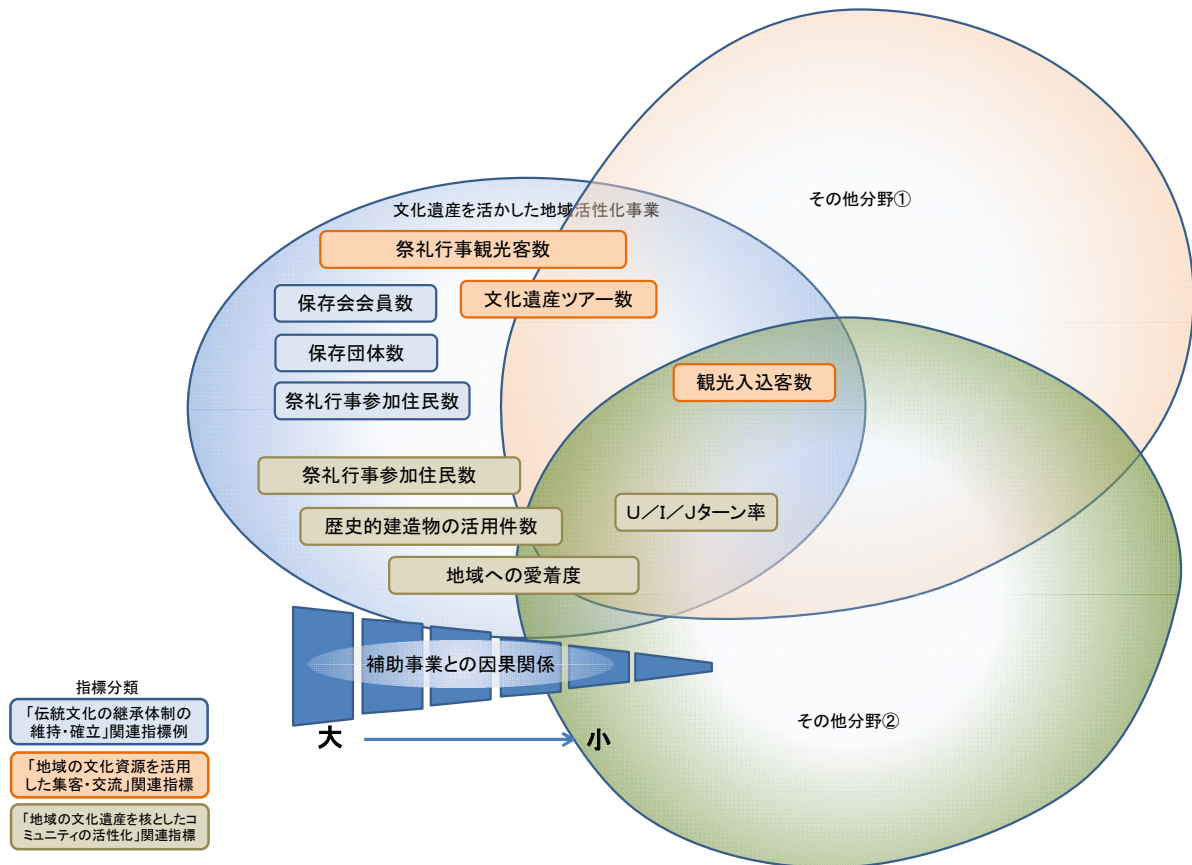 その他分野①
文化遺産を活かした地域活性化事業
祭礼行事観光客数
保存会会員数
文化遺産ツアー数
保存団体数
観光入込客数
祭礼行事参加住民数
祭礼行事参加住民数
U/I/Jターン率
歴史的建造物の活用件数
地域への愛着度
補助事業との因果関係
大
小
その他分野②
指標分類
「伝統文化の継承体制の
維持・確立」関連指標例
「地域の文化資源を活用
した集客・交流」関連指標
「地域の文化遺産を核としたコ
ミュニティの活性化」関連指標